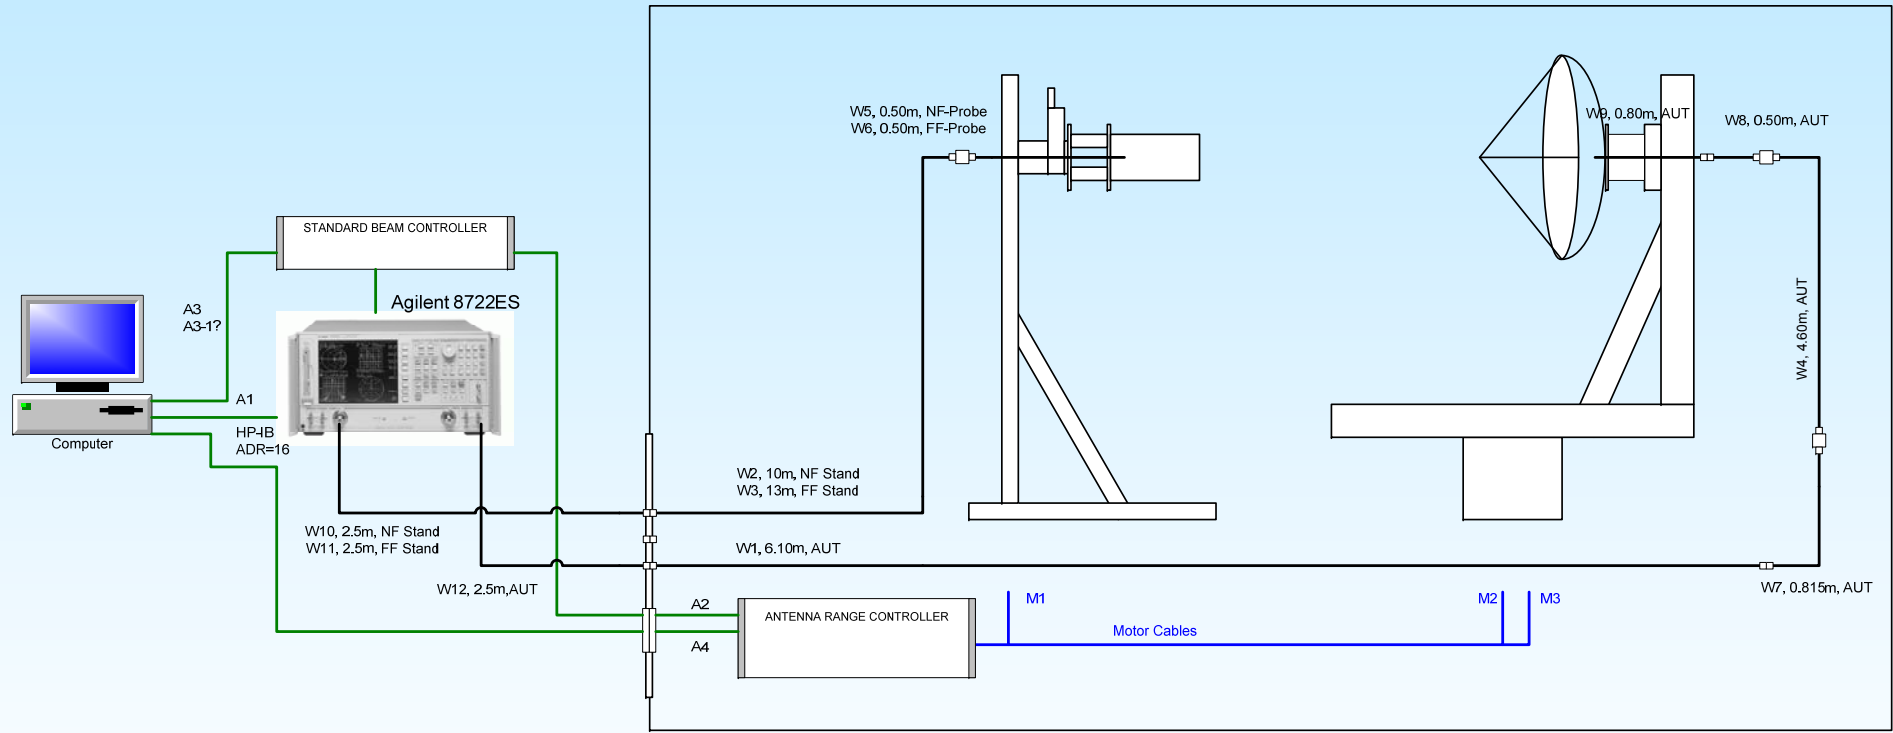 W5, 0.50m, NF-Probe
W6, 0.50m, FF-Probe
W9, 0.80m, AUT
W8, 0.50m, AUT
STANDARD BEAM CONTROLLER
Agilent 8722ES
A3
A3-1?
W4, 4.60m, AUT
A1
HP-IB
ADR=16
Computer
W2, 10m, NF Stand
W3, 13m, FF Stand
W10, 2.5m, NF Stand
W11, 2.5m, FF Stand
W1, 6.10m, AUT
W12, 2.5m,AUT
W7, 0.815m, AUT
A2
ANTENNA RANGE CONTROLLER
A4
M1
M2
M3
Motor Cables